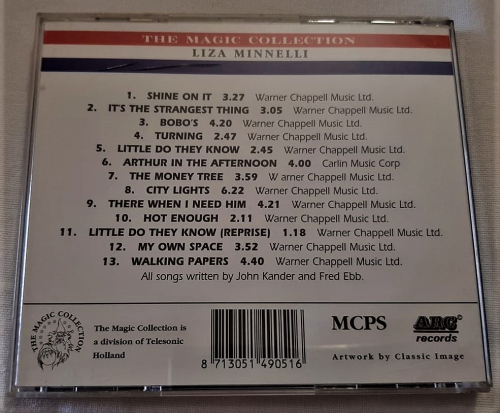 THE MAGIC COLLECTION
LIZA MINNELLI
1. SHINE ON IT 3.27 Warner Chappell Music Ltd.
2. IT'S THE STRANGEST THING 3.05 Warner Chappell Music Ltd.
3. BOBO'S 4.20 Warner Chappell Music Ltd.
4. TURNING 2.47 Warner Chappell Music Ltd.
5. LITTLE DO THEY KNOW 2.45 Warner Chappell Music Ltd.
6. ARTHUR IN THE AFTERNOON 4.00 Carlin Music Corp
7. THE MONEY TREE 3.59 W arner Chappell Music Ltd.
8. CITY LIGHTS 6.22 Warner Chappell Music Ltd.
9. THERE WHEN I NEED HIM 4.21 Warner Chappell Music Ltd.
10. HOT ENOUGH 2.11 Warner Chappell Music Ltd.
11. LITTLE DO THEY KNOW (REPRISE) 1.18 Warner Chappell Music Ltd.
12. MY OWN SPACE 3.52 Warner Chappell Music Ltd.
13. WALKING PAPERS 4.40 Warner Chappell Music Ltd.
All songs written by John Kander and Fred Ebb.
THE MAGIC COLLECTION
The Magic Collection is
a division of Telesonic
Holland
8 713051 490516
MCPS
ARC
records
Artwork by Classic Image